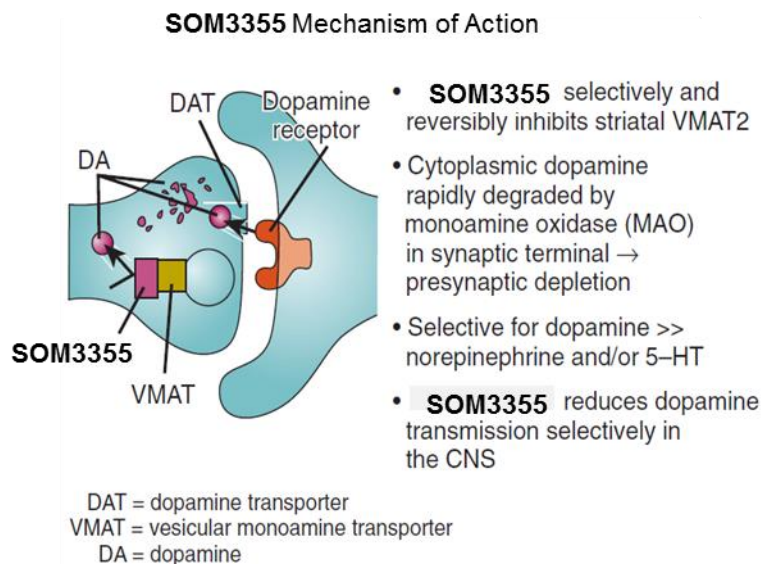 SOM3355 Mechanism of Action
DAT
Dopamine
receptor
DA
SOM3355
VMAT
• SOM3355 selectively and
reversibly inhibits striatal VMAT2
• Cytoplasmic dopamine
rapidly degraded by
monoamine oxidase (MAO)
in synaptic terminal →
presynaptic depletion
• Selective for dopamine >>
norepinephrine and/or 5–HT
• SOM3355 reduces dopamine
transmission selectively in
the CNS
DAT = dopamine transporter
VMAT = vesicular monoamine transporter
DA = dopamine